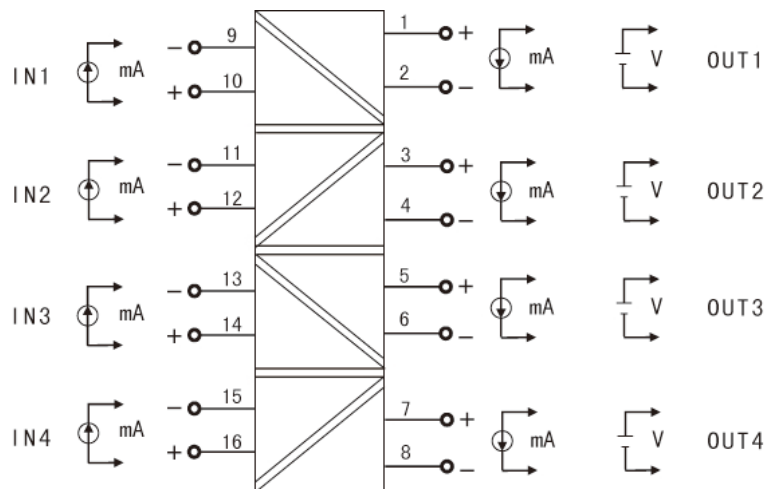 IN1 mA − 9 1 + mA V OUT1
+ 10 2 −
IN2 mA − 11 3 + mA V OUT2
+ 12 4 −
IN3 mA − 13 5 + mA V OUT3
+ 14 6 −
IN4 mA − 15 7 + mA V OUT4
+ 16 8 −